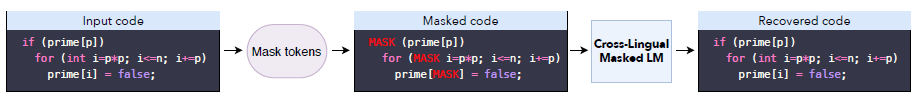 Input code
if (prime[p])
for (int i=p*p; i<=n; i+=p)
prime[i] = false;
Mask tokens
Masked code
MASK (prime[p])
for (MASK i=p*p; i<=n; i+=p)
prime[MASK] = false;
Cross-Lingual
Masked LM
Recovered code
if (prime[p])
for (int i=p*p; i<=n; i+=p)
prime[i] = false;